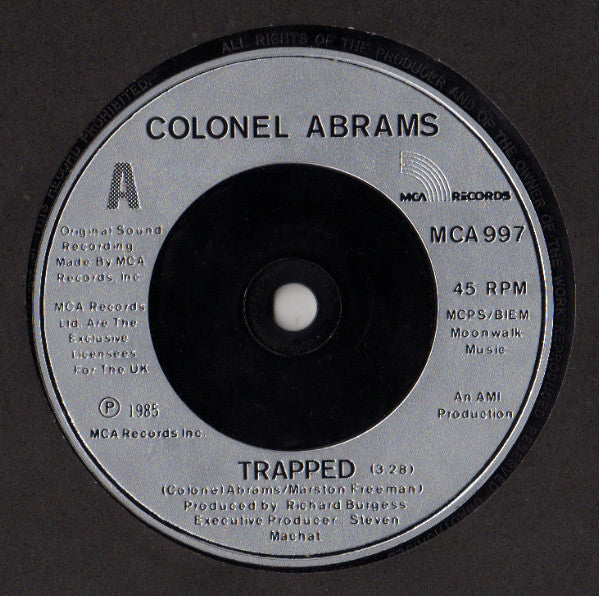 ALL RIGHTS OF THE PRODUCER AND OF THE OWNER OF THE WORK
COLONEL ABRAMS
A
MCA RECORDS
MCA 997
Original Sound
Recording
Made By MCA
Records, Inc.
45 RPM
MCPS/BIEM
Moonwalk
Music
MCA Records
Ltd. Are The
Exclusive
Licensees
For The UK
An AMI
Production
Ⓟ 1985
MCA Records Inc.
TRAPPED (3.28)
(Colonel Abrams/Marston Freeman)
Produced by Richard Burgess
Executive Producer: Steven
Machat